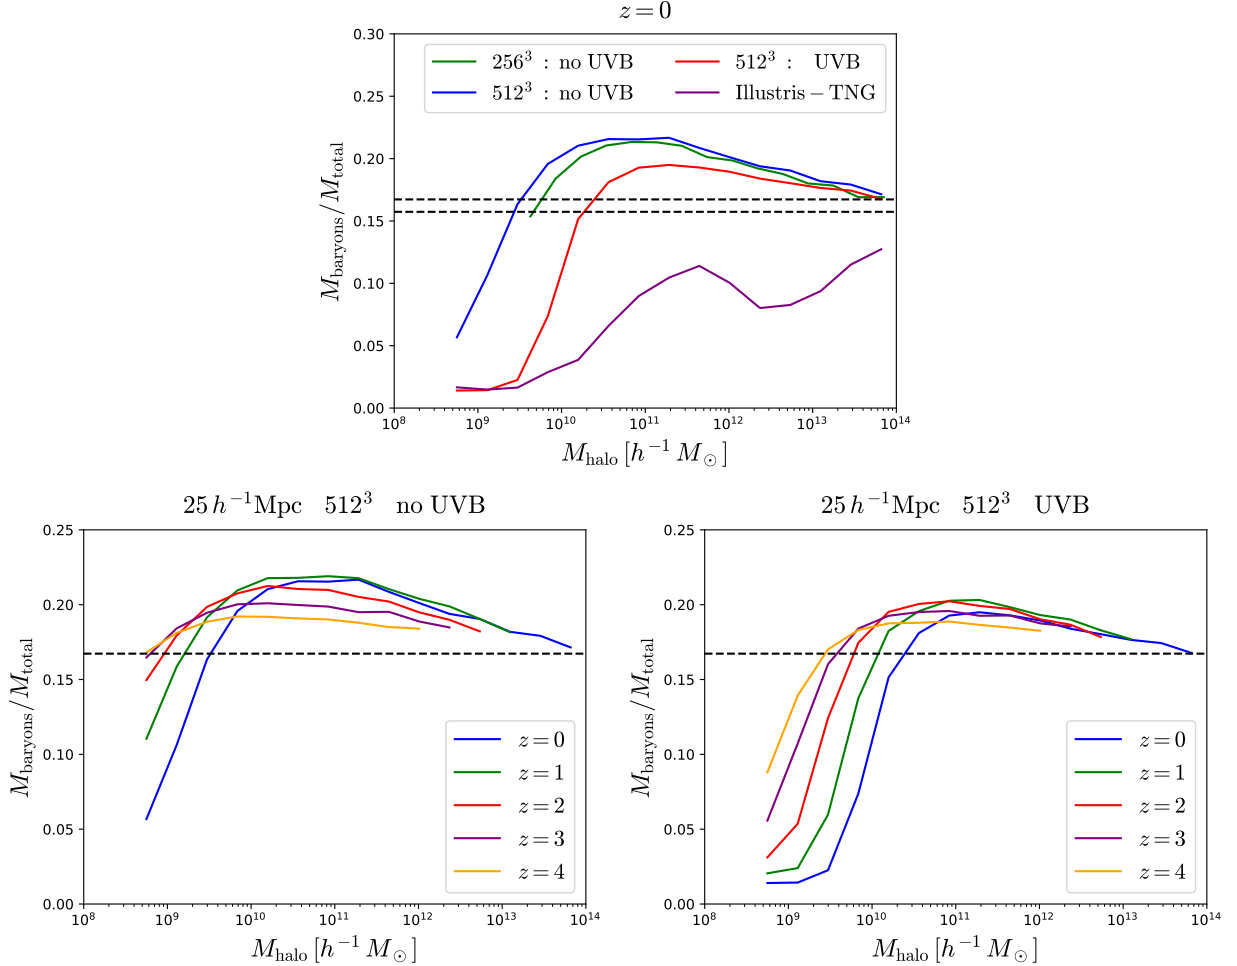 z = 0
0.30
0.25
0.20
0.15
0.10
0.05
0.00
M_baryons/M_total
256³ : no UVB
512³ : no UVB
512³ : UVB
Illustris − TNG
10⁸ 10⁹ 10¹⁰ 10¹¹ 10¹² 10¹³ 10¹⁴
M_halo [h⁻¹ M_⊙]
25 h⁻¹Mpc 512³ no UVB
0.25
0.20
0.15
0.10
0.05
0.00
M_baryons/M_total
z = 0
z = 1
z = 2
z = 3
z = 4
10⁸ 10⁹ 10¹⁰ 10¹¹ 10¹² 10¹³ 10¹⁴
M_halo [h⁻¹ M_⊙]
25 h⁻¹Mpc 512³ UVB
0.25
0.20
0.15
0.10
0.05
0.00
M_baryons/M_total
z = 0
z = 1
z = 2
z = 3
z = 4
10⁸ 10⁹ 10¹⁰ 10¹¹ 10¹² 10¹³ 10¹⁴
M_halo [h⁻¹ M_⊙]